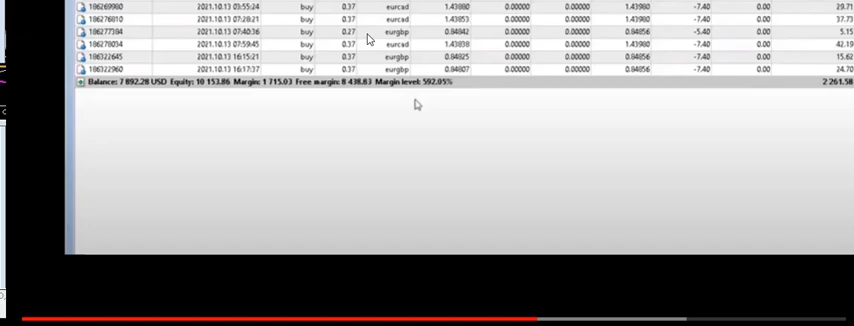 186269980 2021.10.13 03:55:24 buy 0.37 eurcad 1.43880 0.00000 0.00000 1.43980 -7.40 0.00 29.71
186276810 2021.10.13 07:28:21 buy 0.37 eurcad 1.43853 0.00000 0.00000 1.43980 -7.40 0.00 37.73
186277384 2021.10.13 07:40:36 buy 0.27 eurgbp 0.84842 0.00000 0.00000 0.84856 -5.40 0.00 5.15
186278034 2021.10.13 07:59:45 buy 0.37 eurcad 1.43838 0.00000 0.00000 1.43980 -7.40 0.00 42.19
186322645 2021.10.13 16:15:21 buy 0.37 eurgbp 0.84825 0.00000 0.00000 0.84856 -7.40 0.00 15.62
186322960 2021.10.13 16:17:37 buy 0.37 eurgbp 0.84807 0.00000 0.00000 0.84856 -7.40 0.00 24.70
Balance: 7 892.28 USD Equity: 10 153.86 Margin: 1 715.03 Free margin: 8 438.83 Margin level: 592.05% 2 261.58